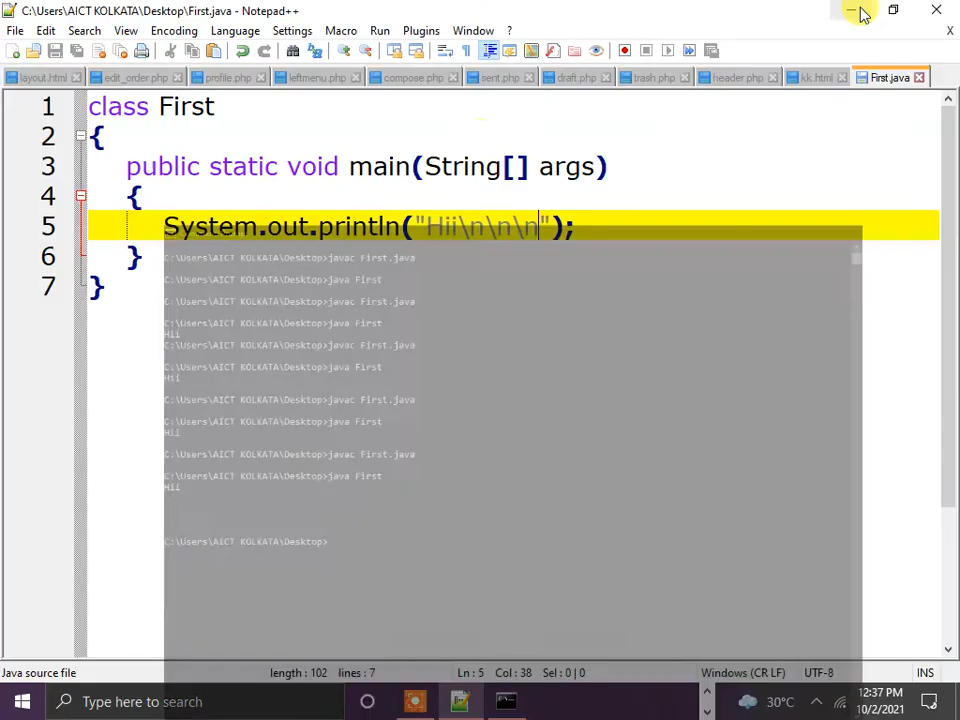 C:\Users\AICT KOLKATA\Desktop\First.java - Notepad++
File Edit Search View Encoding Language Settings Tools Macro Run Plugins Window ? X
layout.html edit_order.php profile.php leftmenu.php compose.php sent.php draft.php trash.php header.php kk.html First.java
1 class First
2 {
3 public static void main(String[] args)
4 {
5 System.out.println("Hii\n\n\n");
6 }
7 }
C:\Users\AICT KOLKATA\Desktop>javac First.java
C:\Users\AICT KOLKATA\Desktop>java First
C:\Users\AICT KOLKATA\Desktop>javac First.java
C:\Users\AICT KOLKATA\Desktop>java First
Hii
C:\Users\AICT KOLKATA\Desktop>javac First.java
C:\Users\AICT KOLKATA\Desktop>java First
Hii
C:\Users\AICT KOLKATA\Desktop>javac First.java
C:\Users\AICT KOLKATA\Desktop>java First
Hii
C:\Users\AICT KOLKATA\Desktop>javac First.java
C:\Users\AICT KOLKATA\Desktop>java First
Hii
C:\Users\AICT KOLKATA\Desktop>
Java source file length : 102 lines : 7 Ln : 5 Col : 38 Sel : 0 | 0 Windows (CR LF) UTF-8 INS
Type here to search 30°C 12:37 PM
10/2/2021